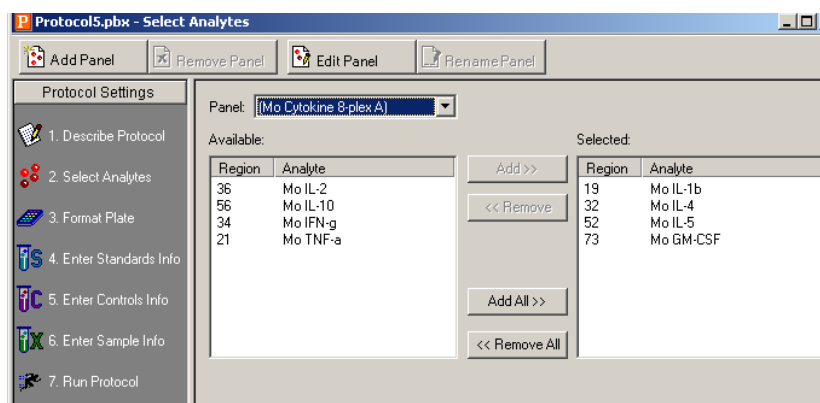 Protocol5.pbx - Select Analytes
Add Panel Remove Panel Edit Panel Rename Panel
Protocol Settings
1. Describe Protocol
2. Select Analytes
3. Format Plate
4. Enter Standards Info
5. Enter Controls Info
6. Enter Sample Info
7. Run Protocol
Panel: (Mo Cytokine 8-plex A)
Available:
Region Analyte
36 Mo IL-2
56 Mo IL-10
34 Mo IFN-g
21 Mo TNF-a
Add >>
<< Remove
Add All >>
<< Remove All
Selected:
Region Analyte
19 Mo IL-1b
32 Mo IL-4
52 Mo IL-5
73 Mo GM-CSF